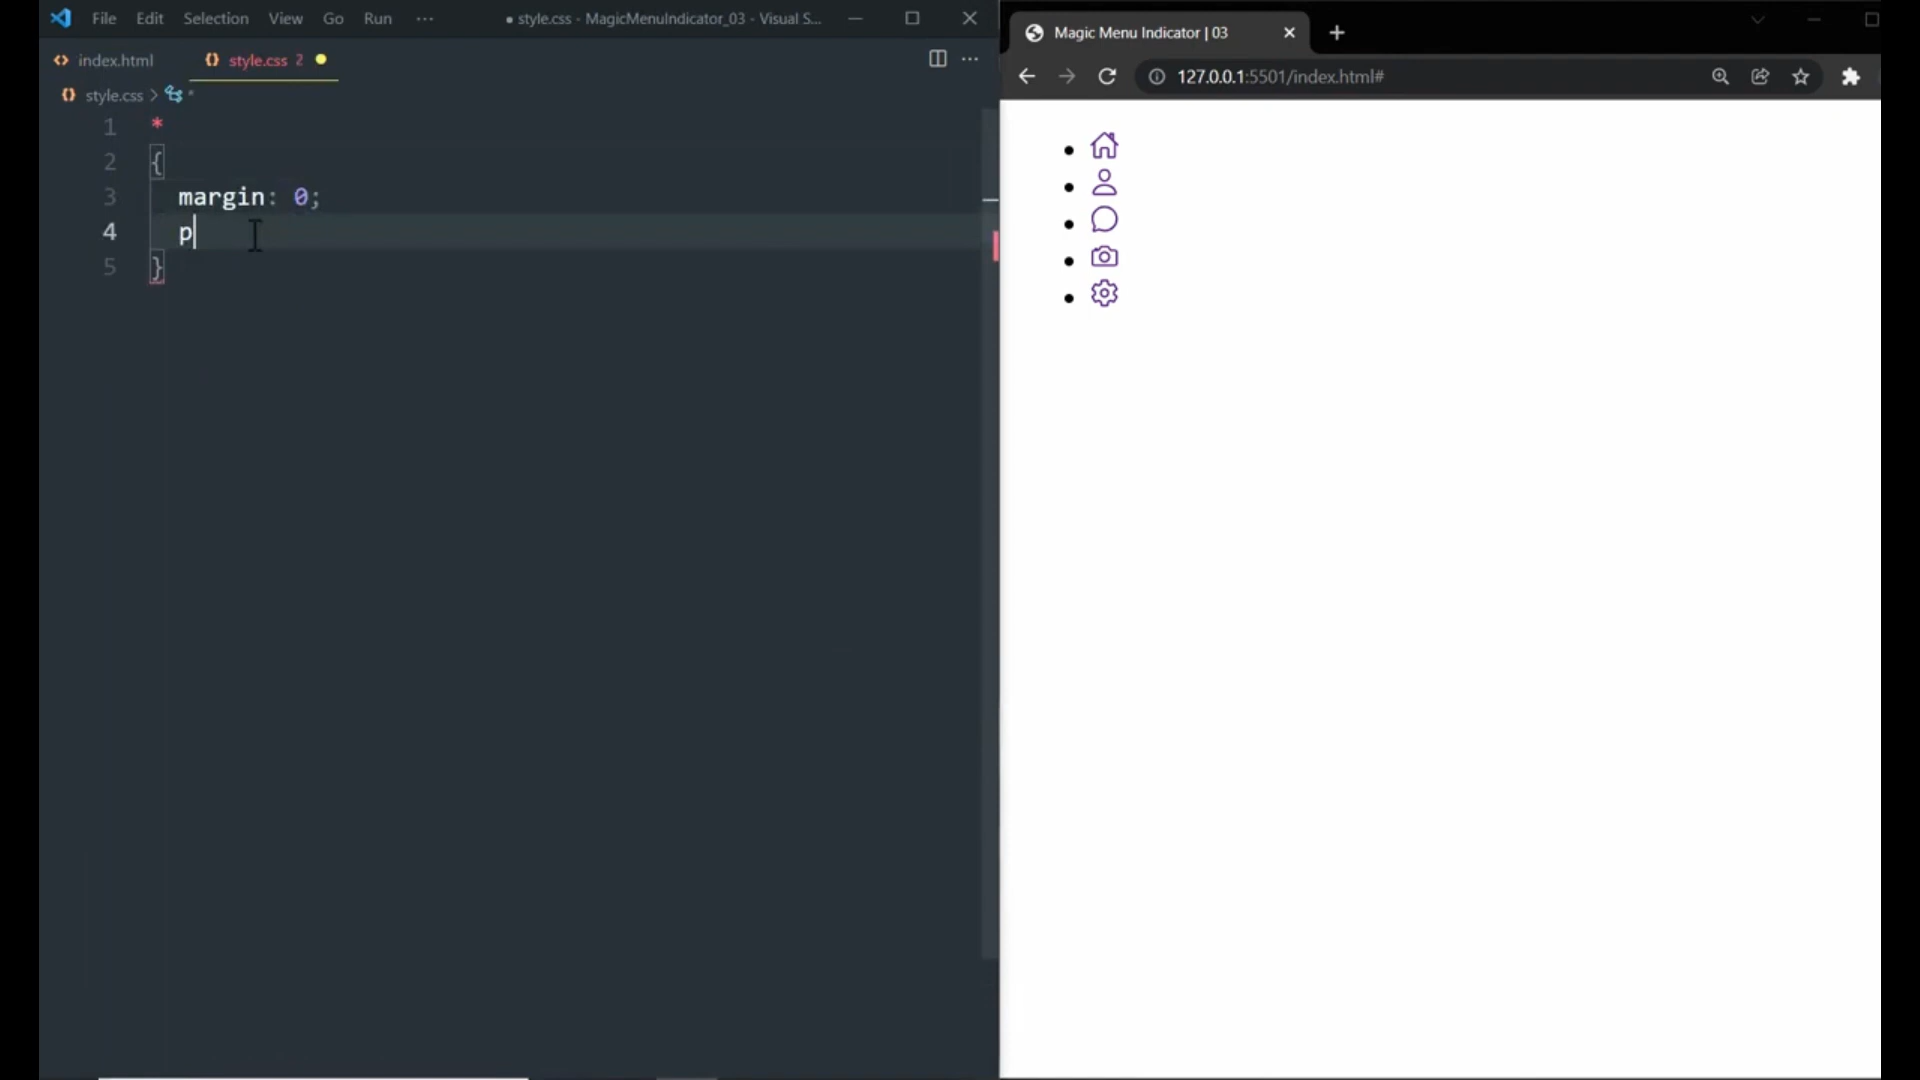 File Edit Selection View Go Run ··· ● style.css - MagicMenuIndicator_03 - Visual S...
index.html style.css 2
style.css > *
1 *
2 {
3 margin: 0;
4 p
5 }
Magic Menu Indicator | 03
127.0.0.1:5501/index.html#